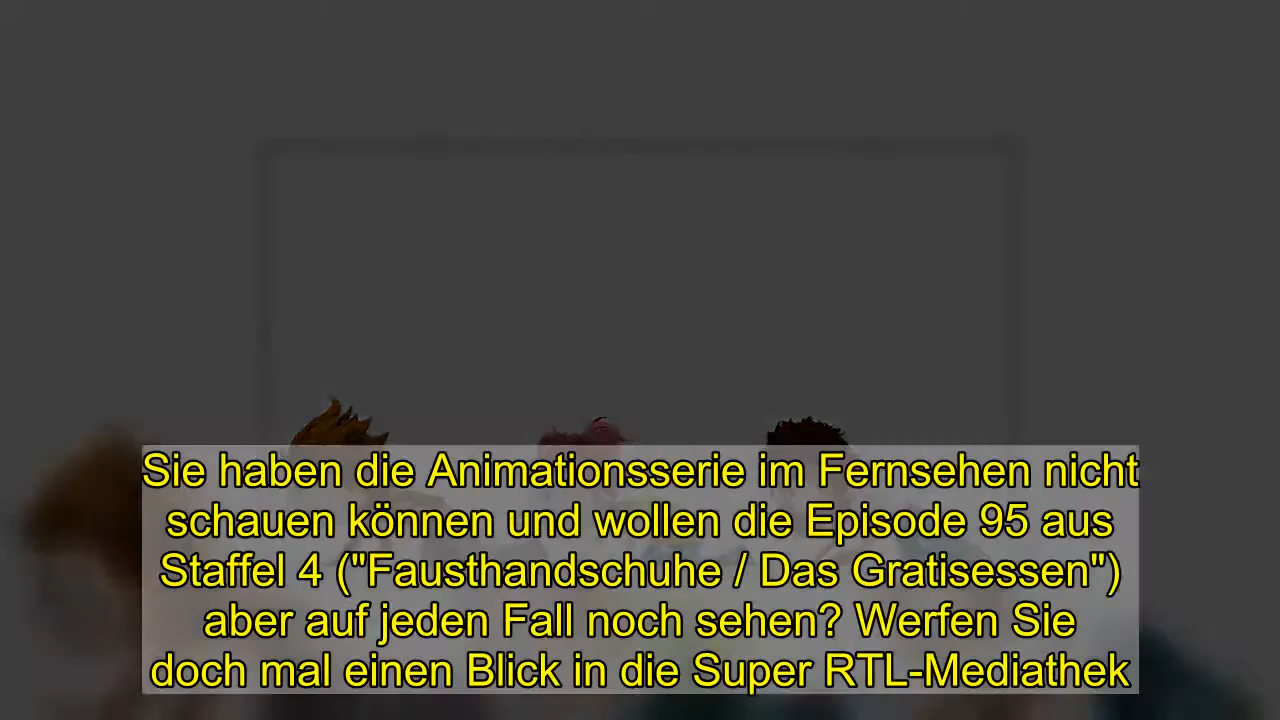 Sie haben die Animationsserie im Fernsehen nicht
schauen können und wollen die Episode 95 aus
Staffel 4 ("Fausthandschuhe / Das Gratisessen")
aber auf jeden Fall noch sehen? Werfen Sie
doch mal einen Blick in die Super RTL-Mediathek